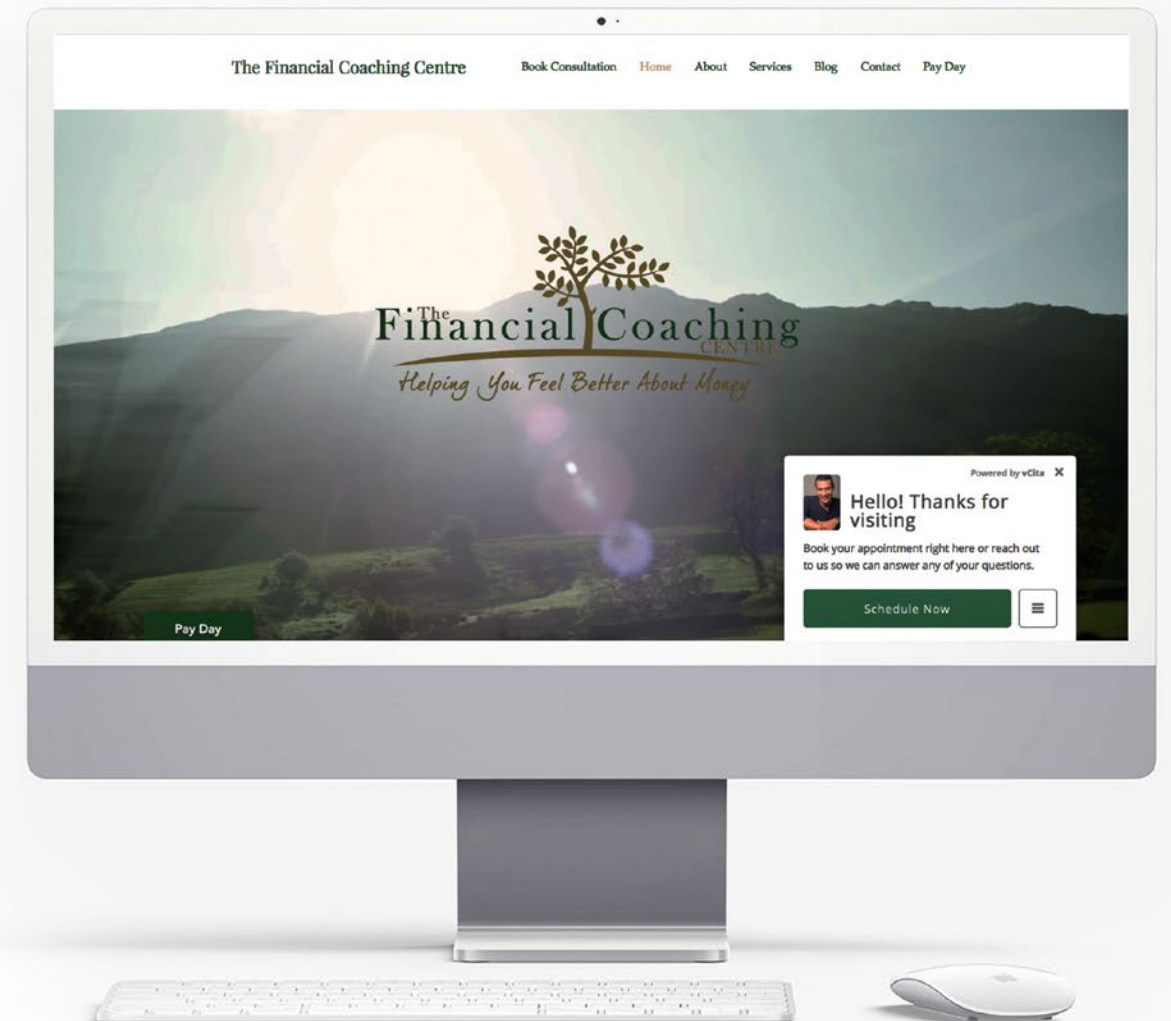 The Financial Coaching Centre
Book Consultation Home About Services Blog Contact Pay Day
The
Financial Coaching
CENTRE
Helping You Feel Better About Money
Powered by vCita X
Hello! Thanks for
visiting
Book your appointment right here or reach out
to us so we can answer any of your questions.
Schedule Now
Pay Day